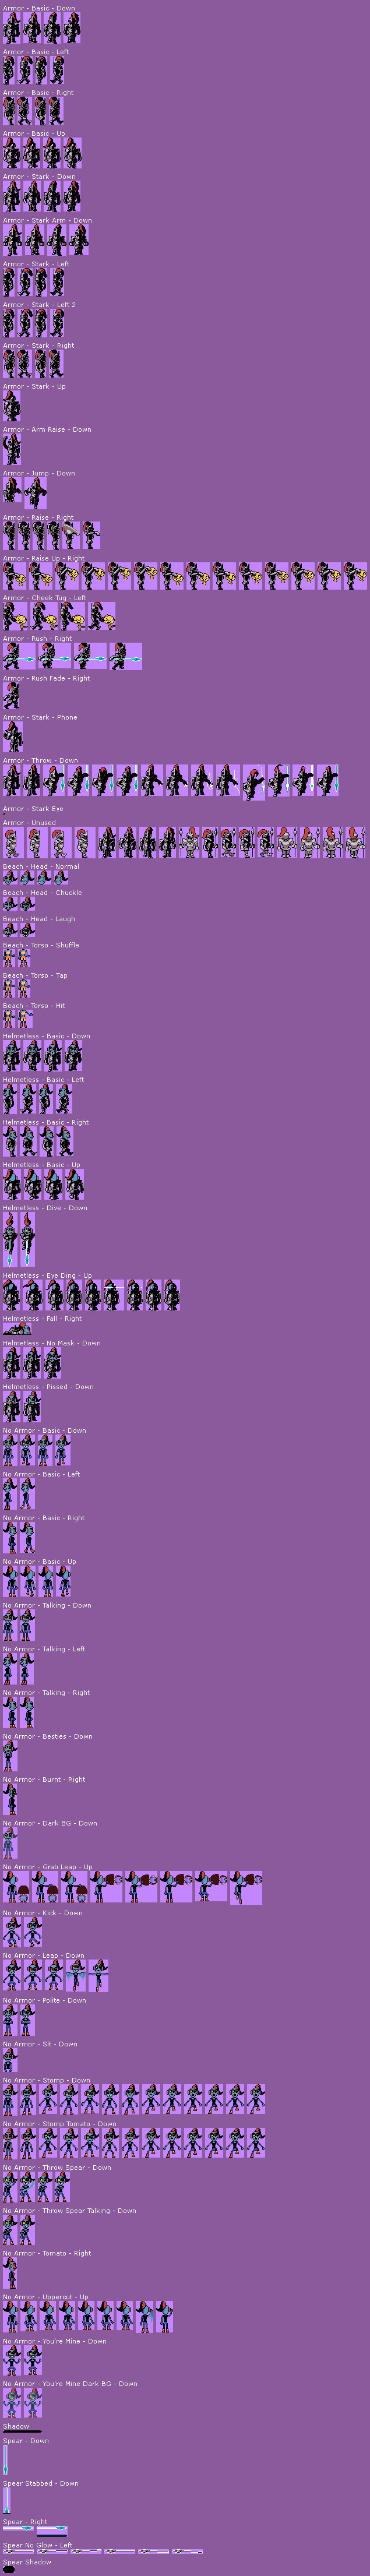 Armor - Basic - Down
Armor - Basic - Left
Armor - Basic - Right
Armor - Basic - Up
Armor - Stark - Down
Armor - Stark Arm - Down
Armor - Stark - Left
Armor - Stark - Left 2
Armor - Stark - Right
Armor - Stark - Up
Armor - Arm Raise - Down
Armor - Jump - Down
Armor - Raise - Right
Armor - Raise Up - Right
Armor - Cheek Tug - Left
Armor - Rush - Right
Armor - Rush Fade - Right
Armor - Stark - Phone
Armor - Throw - Down
Armor - Stark Eye
Armor - Unused
Beach - Head - Normal
Beach - Head - Chuckle
Beach - Head - Laugh
Beach - Torso - Shuffle
Beach - Torso - Tap
Beach - Torso - Hit
Helmetless - Basic - Down
Helmetless - Basic - Left
Helmetless - Basic - Right
Helmetless - Basic - Up
Helmetless - Dive - Down
Helmetless - Eye Ding - Up
Helmetless - Fall - Right
Helmetless - No Mask - Down
Helmetless - Pissed - Down
No Armor - Basic - Down
No Armor - Basic - Left
No Armor - Basic - Right
No Armor - Basic - Up
No Armor - Talking - Down
No Armor - Talking - Left
No Armor - Talking - Right
No Armor - Besties - Down
No Armor - Burnt - Right
No Armor - Dark BG - Down
No Armor - Grab Leap - Up
No Armor - Kick - Down
No Armor - Leap - Down
No Armor - Polite - Down
No Armor - Sit - Down
No Armor - Stomp - Down
No Armor - Stomp Tomato - Down
No Armor - Throw Spear - Down
No Armor - Throw Spear Talking - Down
No Armor - Tomato - Right
No Armor - Uppercut - Up
No Armor - You're Mine - Down
No Armor - You're Mine Dark BG - Down
Shadow
Spear - Down
Spear Stabbed - Down
Spear - Right
Spear No Glow - Left
Spear Shadow